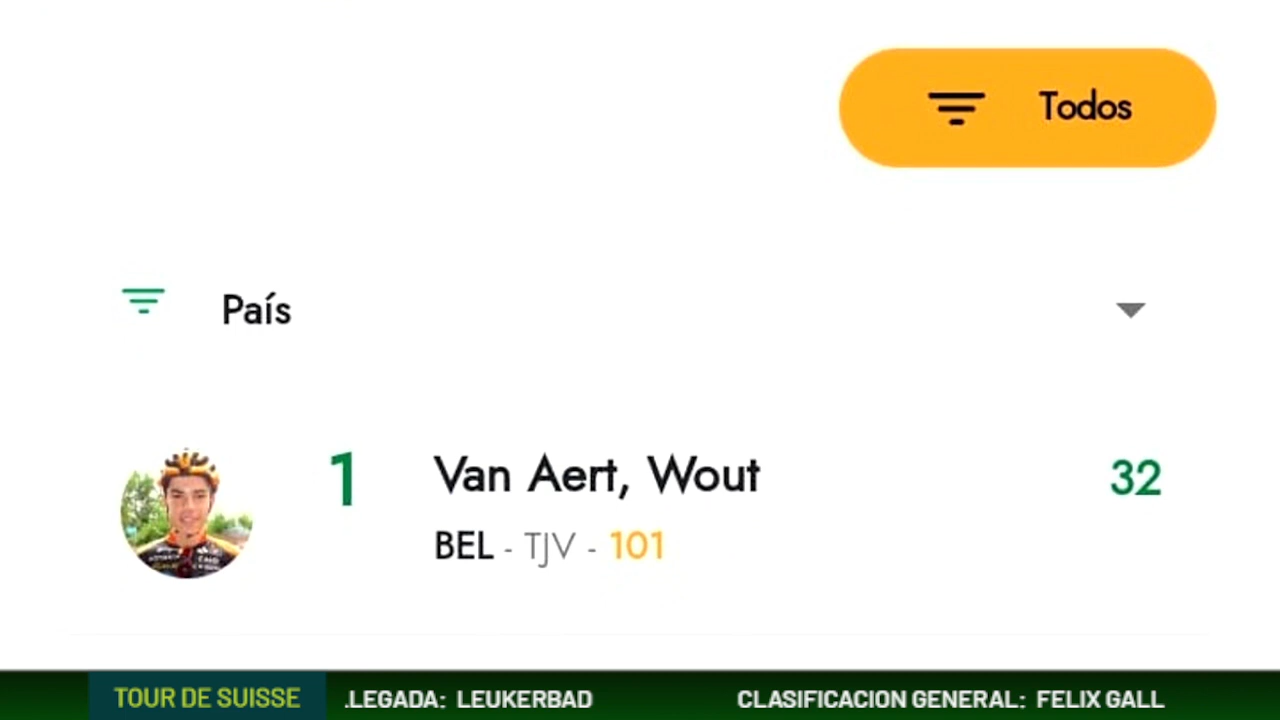 Todos
País
1 Van Aert, Wout 32
BEL - TJV - 101
TOUR DE SUISSE .LEGADA: LEUKERBAD CLASIFICACION GENERAL: FELIX GALL